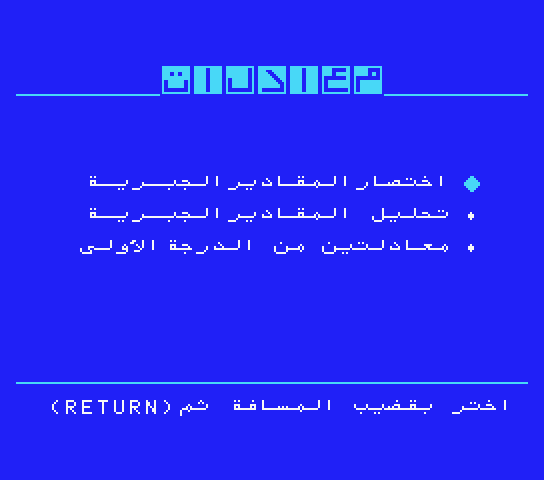 معادلات
اختصار المقادير الجبرية
تحليل المقادير الجبرية
معادلتين من الدرجة الأولى
اختر بقضيب المسافة ثم (RETURN)